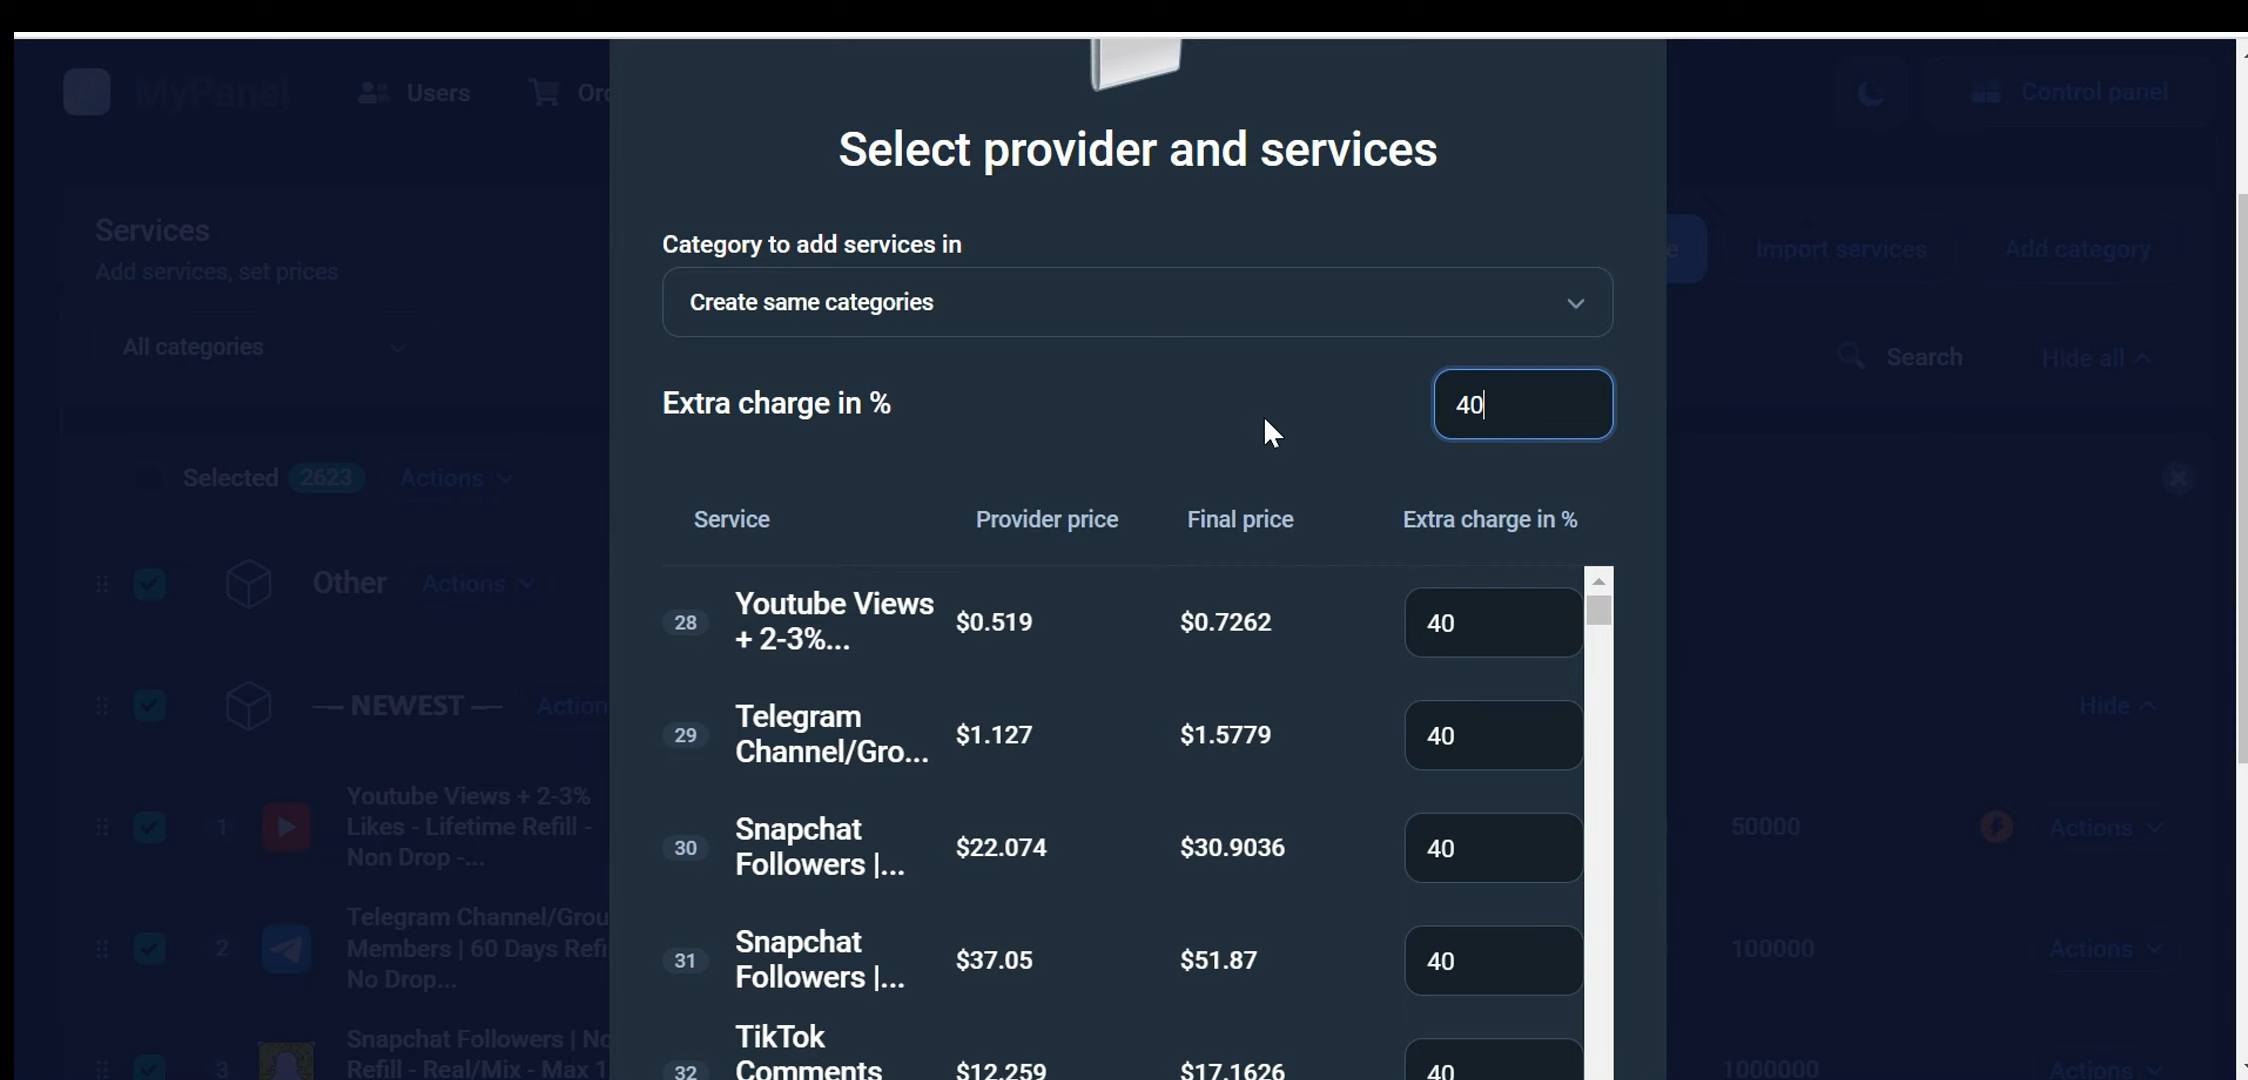 MyPanel
Users
Orc
Control panel
Select provider and services
Services
Add services, set prices
Category to add services in
Create same categories
e
Import services
Add category
All categories
Search
Hide all
Extra charge in %
40
Selected 2623 Actions
Service Provider price Final price Extra charge in %
Other Actions
28 Youtube Views
+ 2-3%... $0.519 $0.7262 40
— NEWEST — Action
Hide
29 Telegram
Channel/Gro... $1.127 $1.5779 40
1 Youtube Views + 2-3%
Likes - Lifetime Refill -
Non Drop -...
50000 Actions
30 Snapchat
Followers |... $22.074 $30.9036 40
2 Telegram Channel/Grou
Members | 60 Days Refi
No Drop...
100000 Actions
31 Snapchat
Followers |... $37.05 $51.87 40
3 Snapchat Followers | No
Refill - Real/Mix - Max 1
1000000 Actions
32 TikTok
Comments $12.259 $17.1626 40